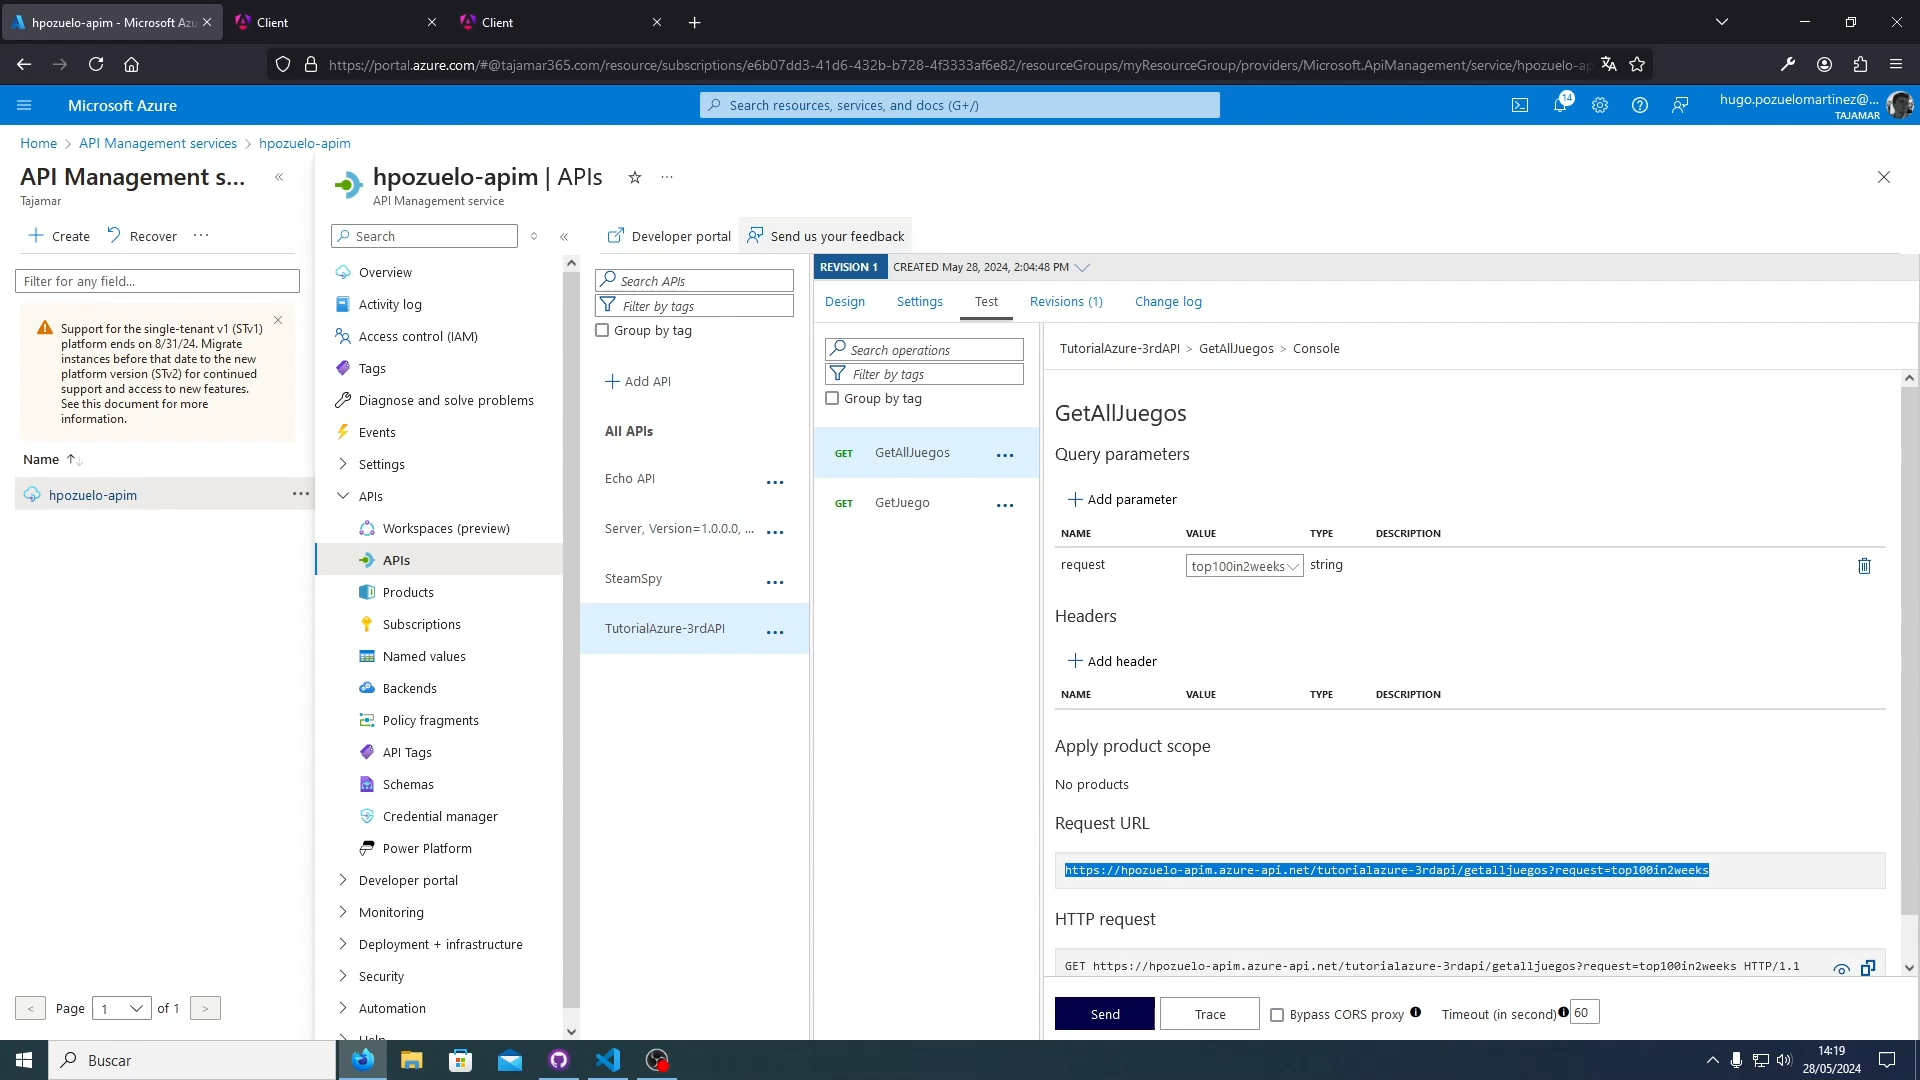 hpozuelo-apim - Microsoft Azu
Client
Client
https://portal.azure.com/#@tajamar365.com/resource/subscriptions/e6b07dd3-41d6-432b-b728-4f3333af6e82/resourceGroups/myResourceGroup/providers/Microsoft.ApiManagement/service/hpozuelo-ap
Microsoft Azure
Search resources, services, and docs (G+/)
14
hugo.pozuelomartinez@...
TAJAMAR
Home > API Management services > hpozuelo-apim
API Management s...
Tajamar
Create
Recover
Filter for any field...
Support for the single-tenant v1 (STv1)
platform ends on 8/31/24. Migrate
instances before that date to the new
platform version (STv2) for continued
support and access to new features.
See this document for more
information.
Name
hpozuelo-apim
< Page 1 of 1 >
hpozuelo-apim | APIs
API Management service
Search
Overview
Activity log
Access control (IAM)
Tags
Diagnose and solve problems
Events
Settings
APIs
Workspaces (preview)
APIs
Products
Subscriptions
Named values
Backends
Policy fragments
API Tags
Schemas
Credential manager
Power Platform
Developer portal
Monitoring
Deployment + infrastructure
Security
Automation
Help
Developer portal
Send us your feedback
Search APIs
Filter by tags
Group by tag
Add API
All APIs
Echo API
Server, Version=1.0.0.0, ...
SteamSpy
TutorialAzure-3rdAPI
REVISION 1 CREATED May 28, 2024, 2:04:48 PM
Design Settings Test Revisions (1) Change log
Search operations
Filter by tags
Group by tag
GET GetAllJuegos
GET GetJuego
TutorialAzure-3rdAPI > GetAllJuegos > Console
GetAllJuegos
Query parameters
Add parameter
NAME VALUE TYPE DESCRIPTION
request top100in2weeks string
Headers
Add header
NAME VALUE TYPE DESCRIPTION
Apply product scope
No products
Request URL
https://hpozuelo-apim.azure-api.net/tutorialazure-3rdapi/getalljuegos?request=top100in2weeks
HTTP request
GET https://hpozuelo-apim.azure-api.net/tutorialazure-3rdapi/getalljuegos?request=top100in2weeks HTTP/1.1
Send Trace Bypass CORS proxy Timeout (in second) 60
Buscar
14:19
28/05/2024